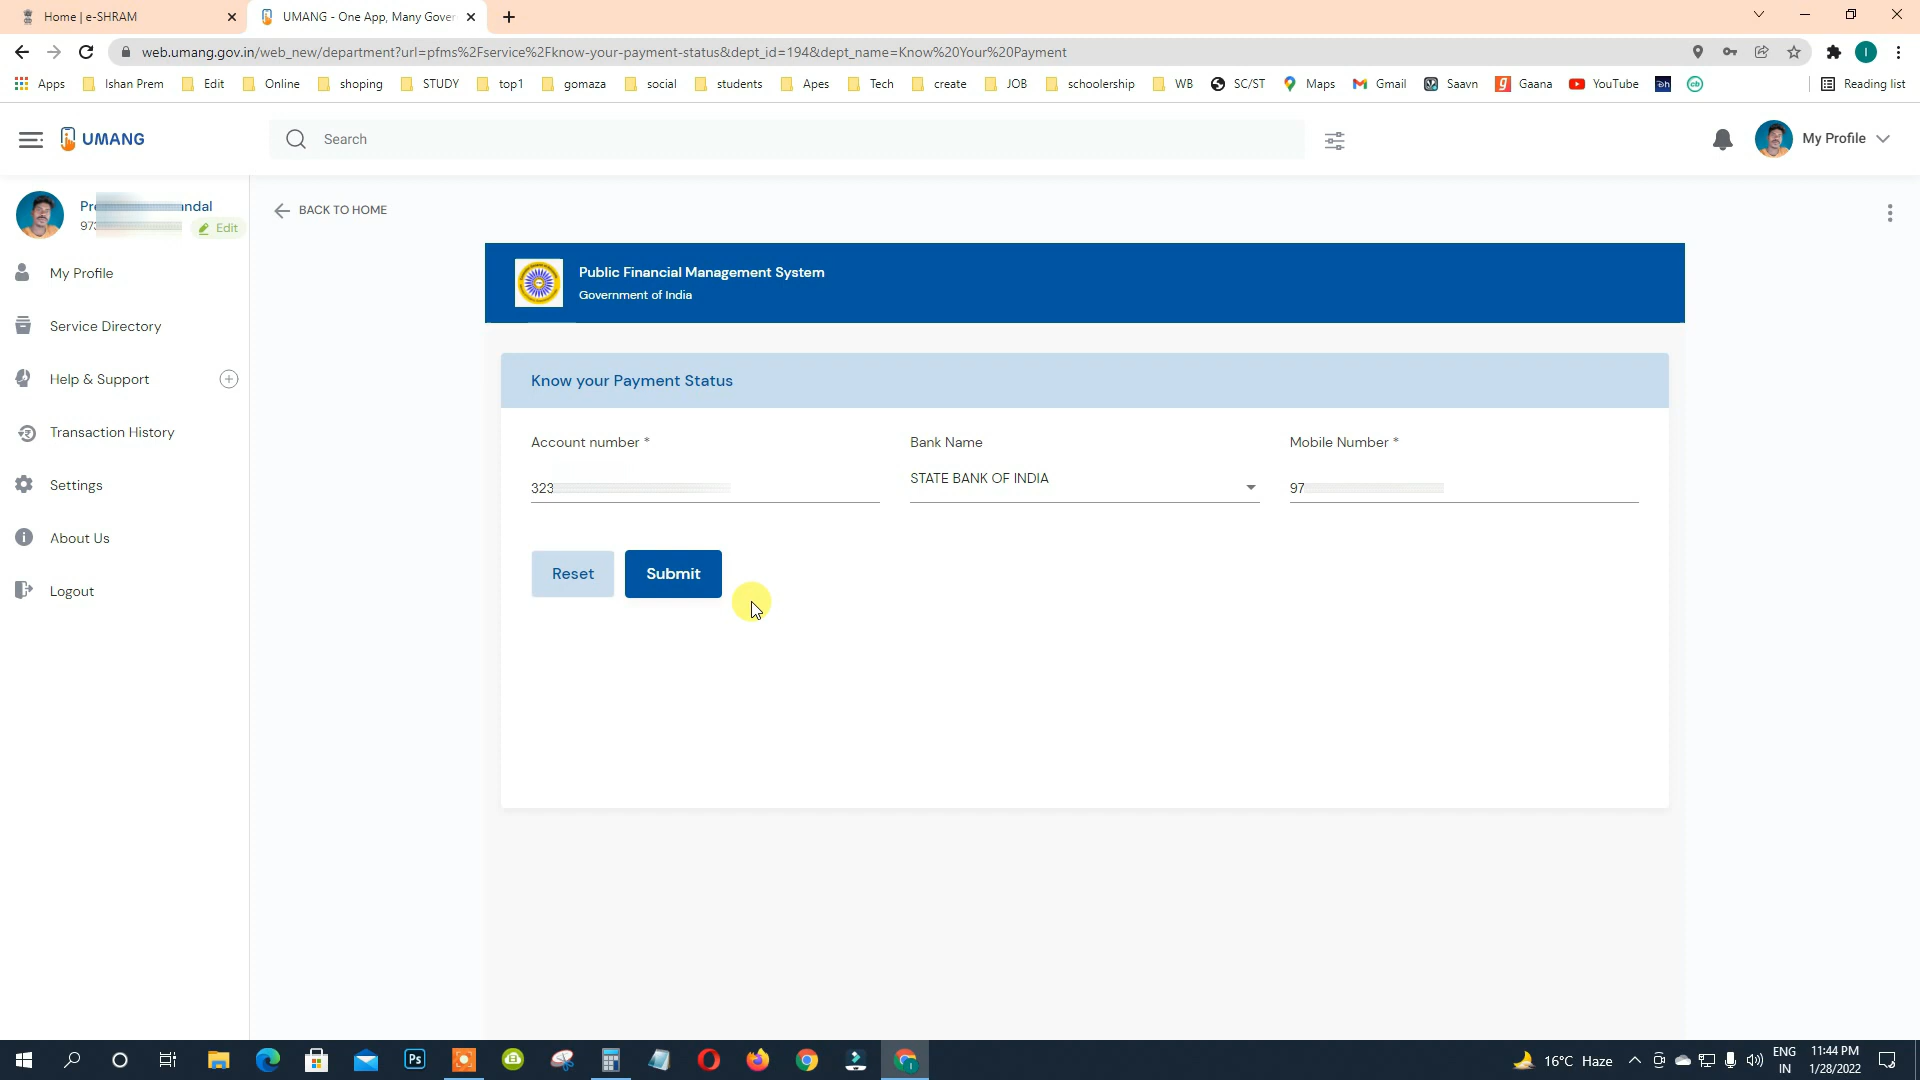 Home | e-SHRAM
UMANG - One App, Many Gover
web.umang.gov.in/web_new/department?url=pfms%2Fservice%2Fknow-your-payment-status&dept_id=194&dept_name=Know%20Your%20Payment
Apps Ishan Prem Edit Online shoping STUDY top1 gomaza social students Apes Tech create JOB schoolership WB SC/ST Maps Gmail Saavn Gaana YouTube Reading list
UMANG
Search
My Profile
Pr ndal
97
Edit
BACK TO HOME
My Profile
Service Directory
Help & Support
Transaction History
Settings
About Us
Logout
Public Financial Management System
Government of India
Know your Payment Status
Account number * Bank Name Mobile Number *
323 STATE BANK OF INDIA 97
Reset Submit
16°C Haze
ENG
IN
11:44 PM
1/28/2022